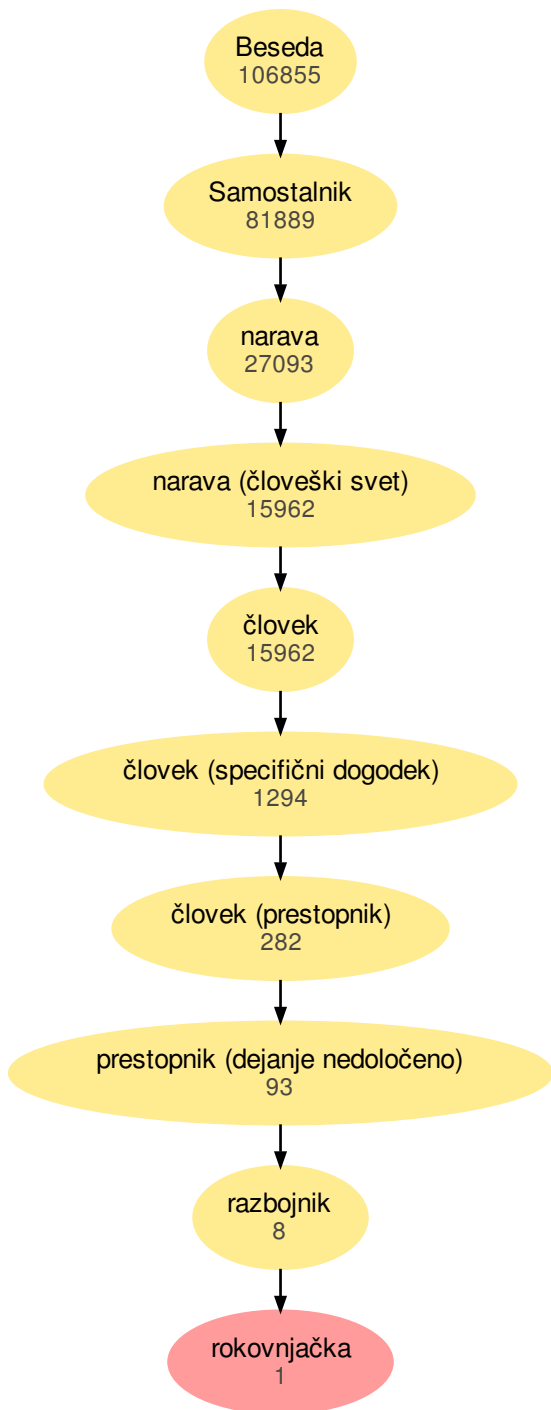 Beseda
106855
Samostalnik
81889
narava
27093
narava (človeški svet)
15962
človek
15962
človek (specifični dogodek)
1294
človek (prestopnik)
282
prestopnik (dejanje nedoločeno)
93
razbojnik
8
rokovnjačka
1